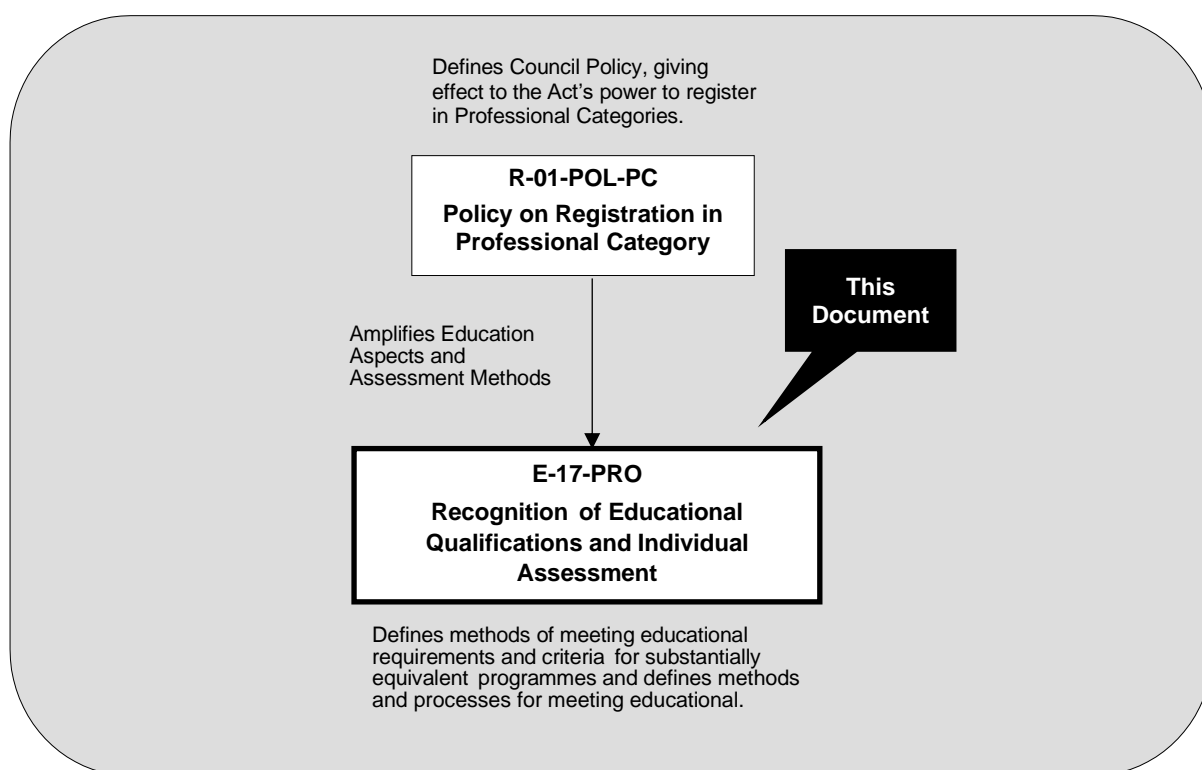 Defines Council Policy, giving
effect to the Act's power to register
in Professional Categories.
R-01-POL-PC
Policy on Registration in
Professional Category
This
Document
Amplifies Education
Aspects and
Assessment Methods
E-17-PRO
Recognition of Educational
Qualifications and Individual
Assessment
Defines methods of meeting educational
requirements and criteria for substantially
equivalent programmes and defines methods
and processes for meeting educational.